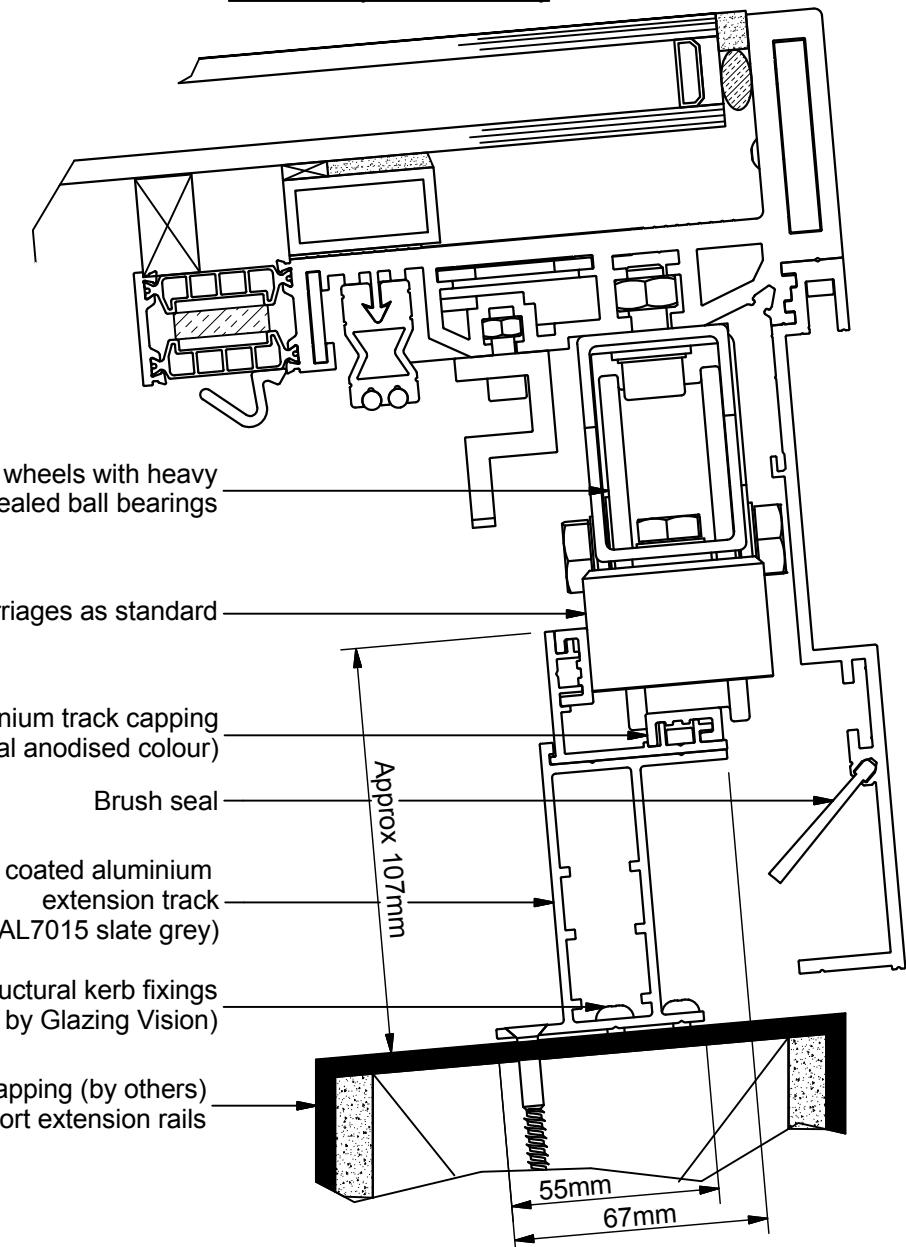 wheels with heavy
ealed ball bearings
rriages as standard
nium track capping
al anodised colour)
Approx 107mm
Brush seal
coated aluminium
extension track
AL7015 slate grey)
uctural kerb fixings
by Glazing Vision)
apping (by others)
ort extension rails
55mm
67mm